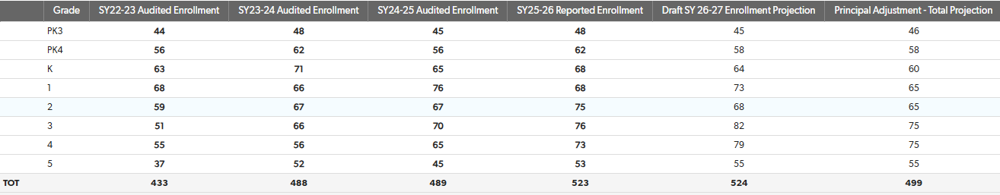 Grade SY22-23 Audited Enrollment SY23-24 Audited Enrollment SY24-25 Audited Enrollment SY25-26 Reported Enrollment Draft SY 26-27 Enrollment Projection Principal Adjustment - Total Projection
PK3 44 48 45 48 45 46
PK4 56 62 56 62 58 58
K 63 71 65 68 64 60
1 68 66 76 68 73 65
2 59 67 67 75 68 65
3 51 66 70 76 82 75
4 55 56 65 73 79 75
5 37 52 45 53 55 55
TOT 433 488 489 523 524 499